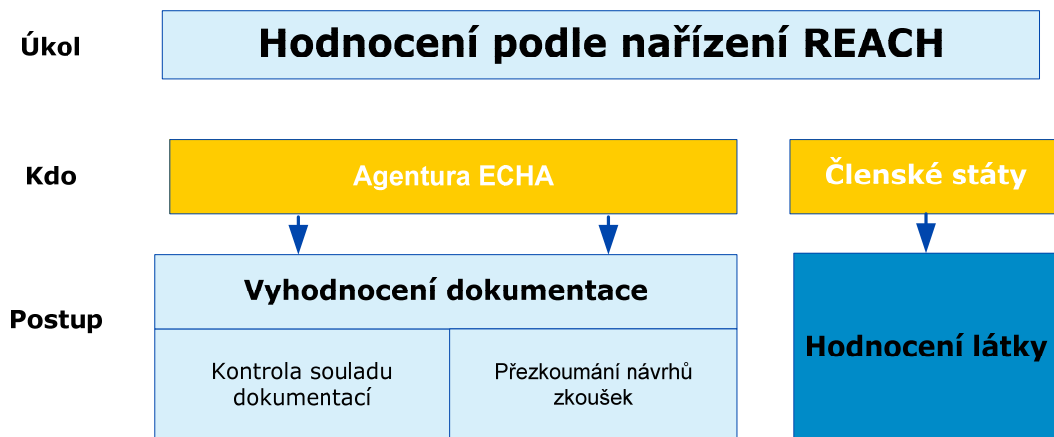 Úkol
Hodnocení podle nařízení REACH
Kdo
Agentura ECHA
Členské státy
Postup
Vyhodnocení dokumentace
Kontrola souladu
dokumentací
Přezkoumání návrhů
zkoušek
Hodnocení látky